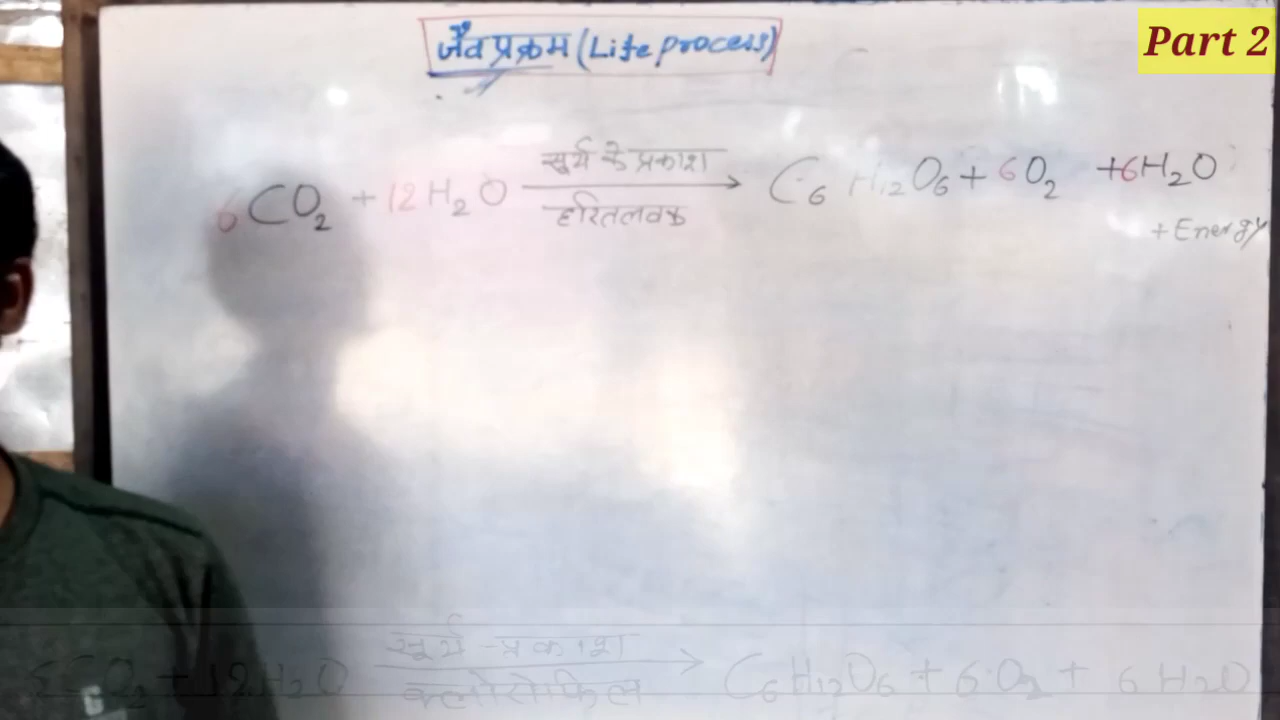 जैव प्रक्रम (Life process)
Part 2
सूर्य के प्रकाश
6CO₂ + 12H₂O → C₆H₁₂O₆ + 6O₂ + 6H₂O
हरितलवक
+ Energy
सूर्य-प्रकाश
6CO₂ + 12H₂O → C₆H₁₂O₆ + 6O₂ + 6H₂O
क्लोरोफिल